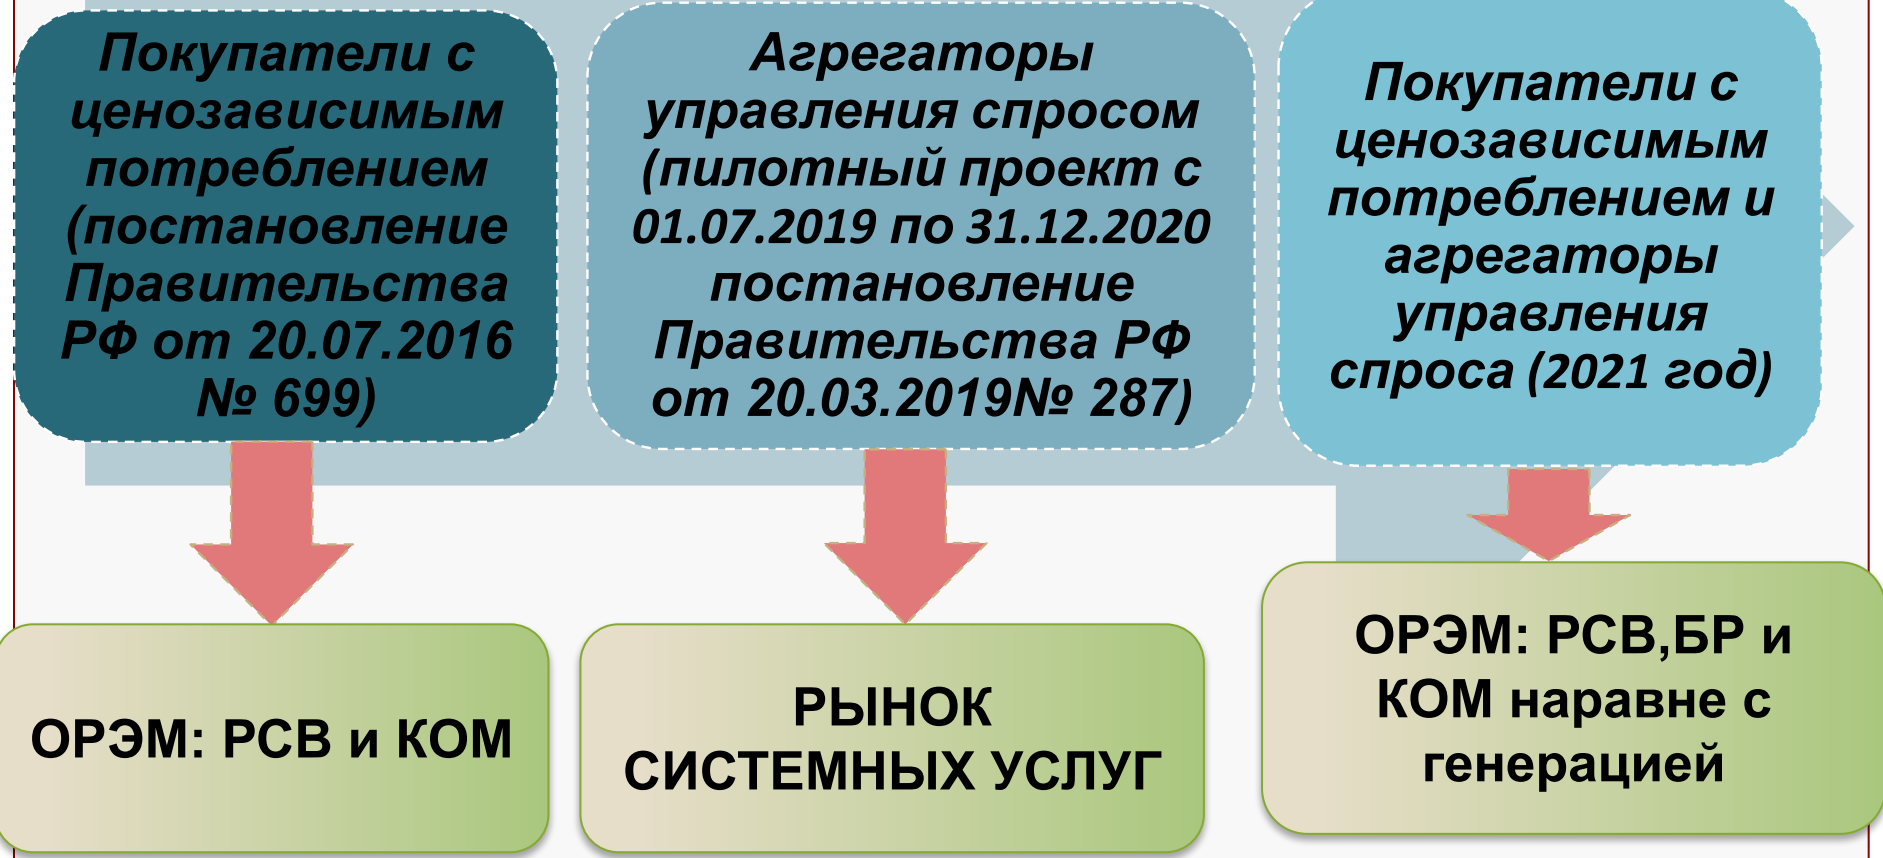 Покупатели с
ценозависимым
потреблением
(постановление
Правительства
РФ от 20.07.2016
№ 699)
Агрегаторы
управления спросом
(пилотный проект с
01.07.2019 по 31.12.2020
постановление
Правительства РФ
от 20.03.2019№ 287)
Покупатели с
ценозависимым
потреблением и
агрегаторы
управления
спроса (2021 год)
ОРЭМ: РСВ и КОМ
РЫНОК
СИСТЕМНЫХ УСЛУГ
ОРЭМ: РСВ,БР и
КОМ наравне с
генерацией